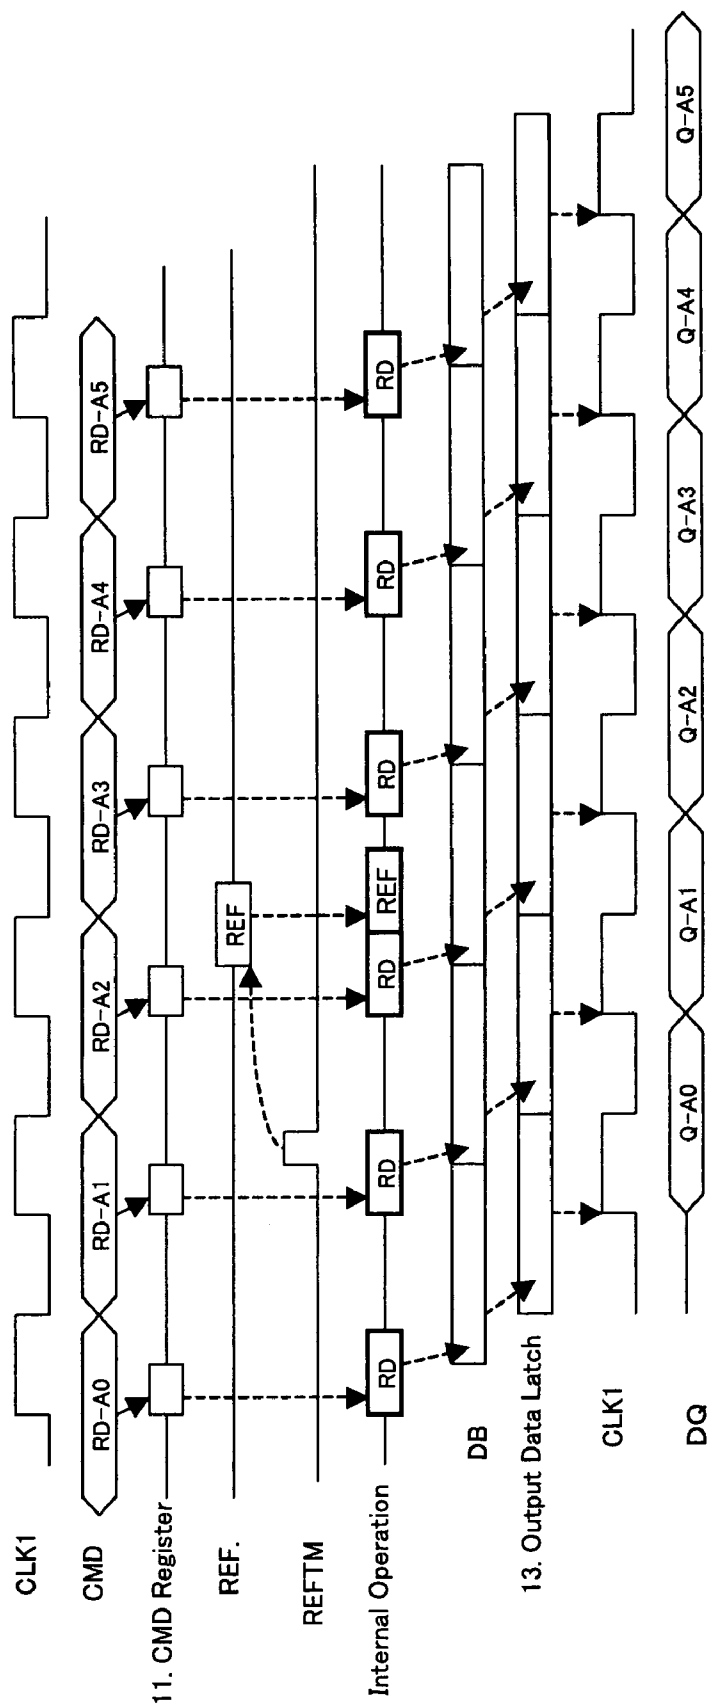 CLK1
CMD RD-A0 RD-A1 RD-A2 RD-A3 RD-A4 RD-A5
11. CMD Register
REF. REF
REFTM
Internal Operation RD RD RD REF RD RD RD
DB
13. Output Data Latch
CLK1
DQ Q-A0 Q-A1 Q-A2 Q-A3 Q-A4 Q-A5